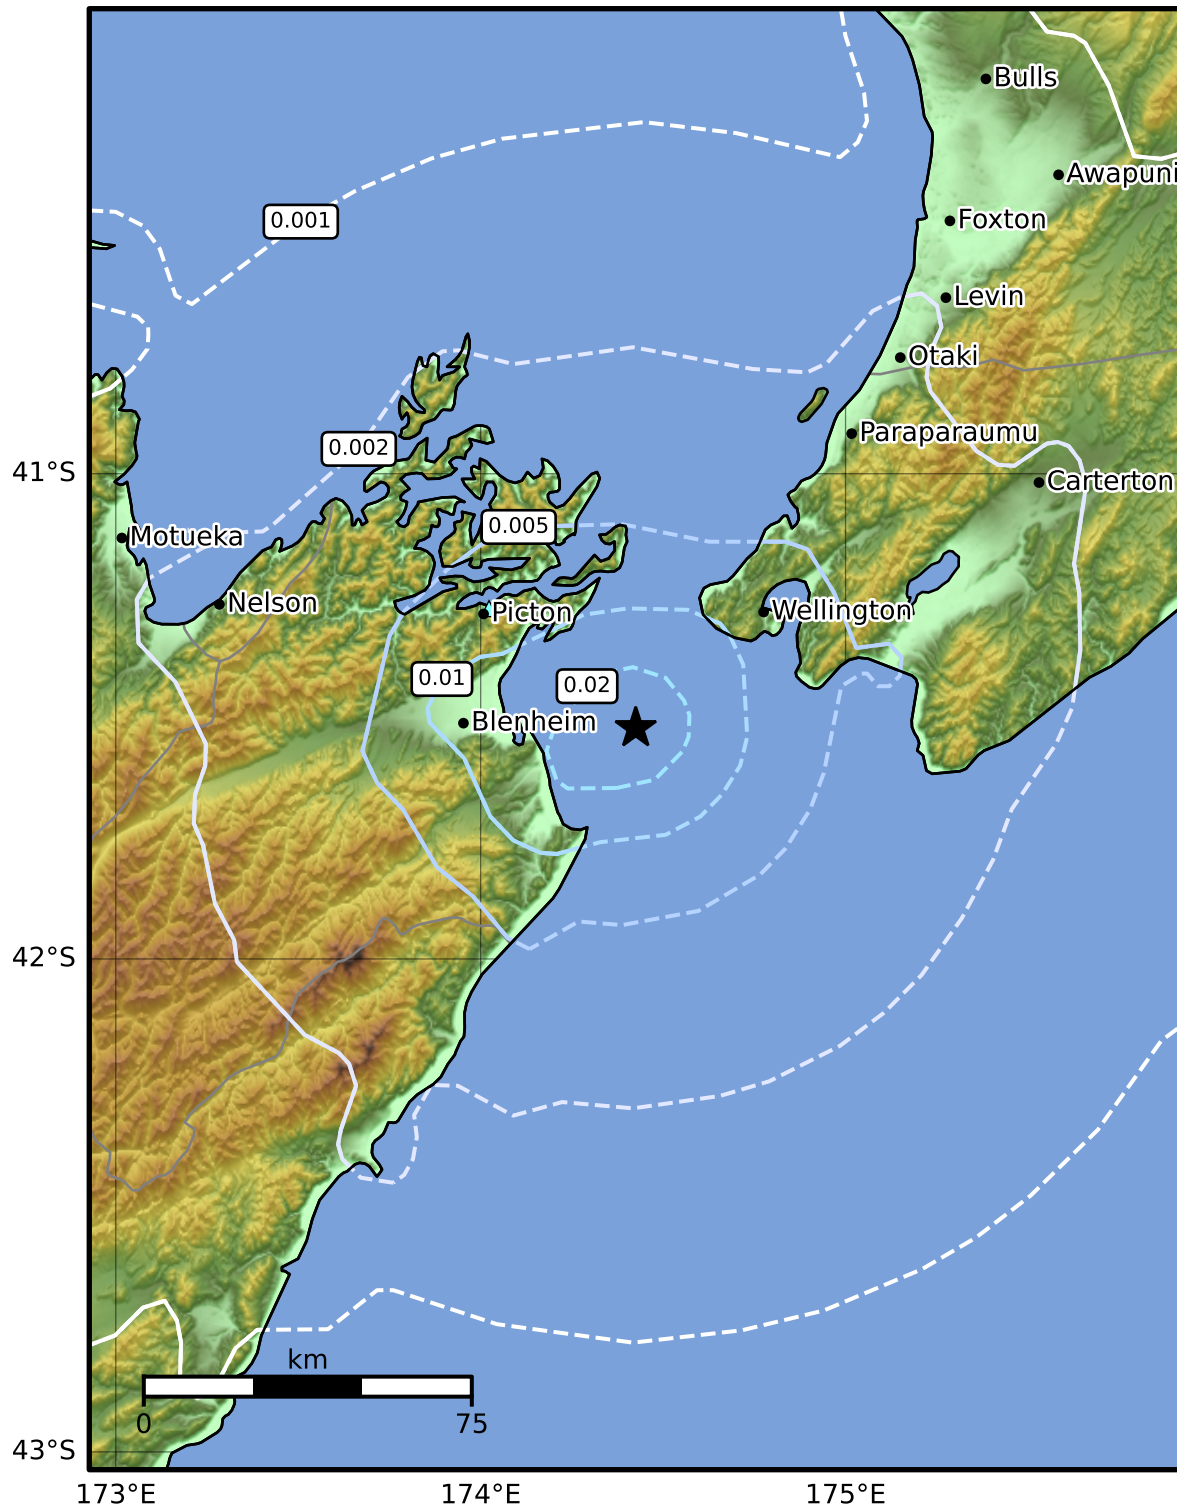 Bulls
Awapuni
0.001
Foxton
Levin
Otaki
Paraparaumu
0.002
41°S
Carterton
0.005
Motueka
Nelson
Picton
Wellington
0.01
0.02
Blenheim
42°S
km
0
75
43°S
173°E
174°E
175°E